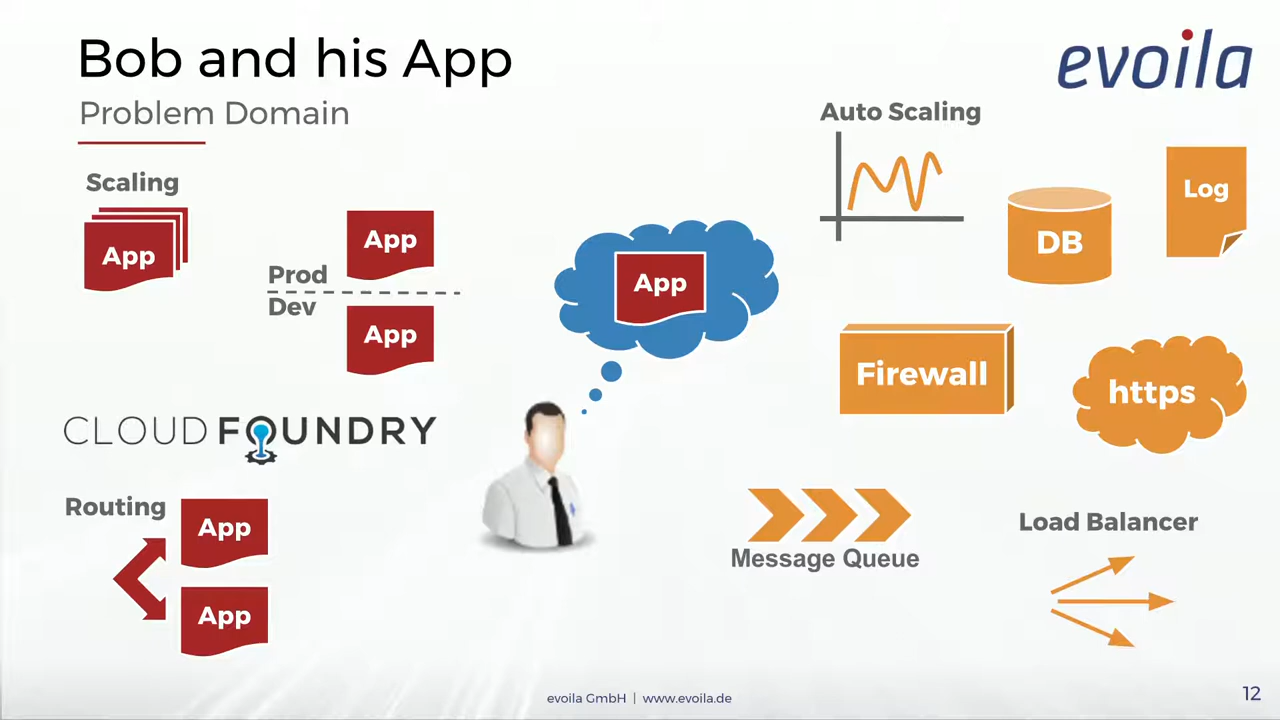 Bob and his App
evoila
Problem Domain
Auto Scaling
Scaling
App
Prod
Dev
App
App
App
DB
Log
Firewall
https
CLOUD FOUNDRY
Routing
App
App
Message Queue
Load Balancer
evoila GmbH | www.evoila.de
12